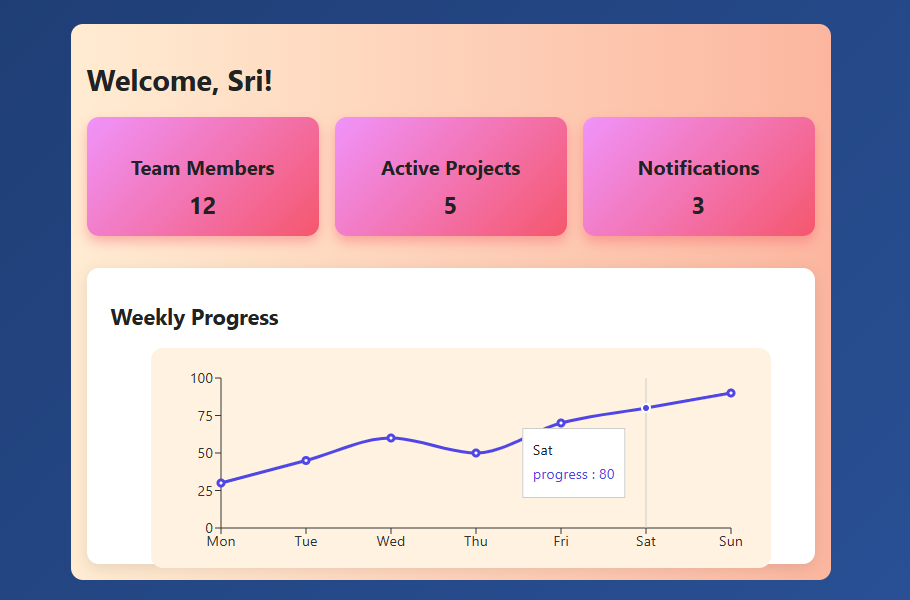 Welcome, Sri!
Team Members
12
Active Projects
5
Notifications
3
Weekly Progress
100
75
50
25
0
Sat
progress : 80
Mon Tue Wed Thu Fri Sat Sun